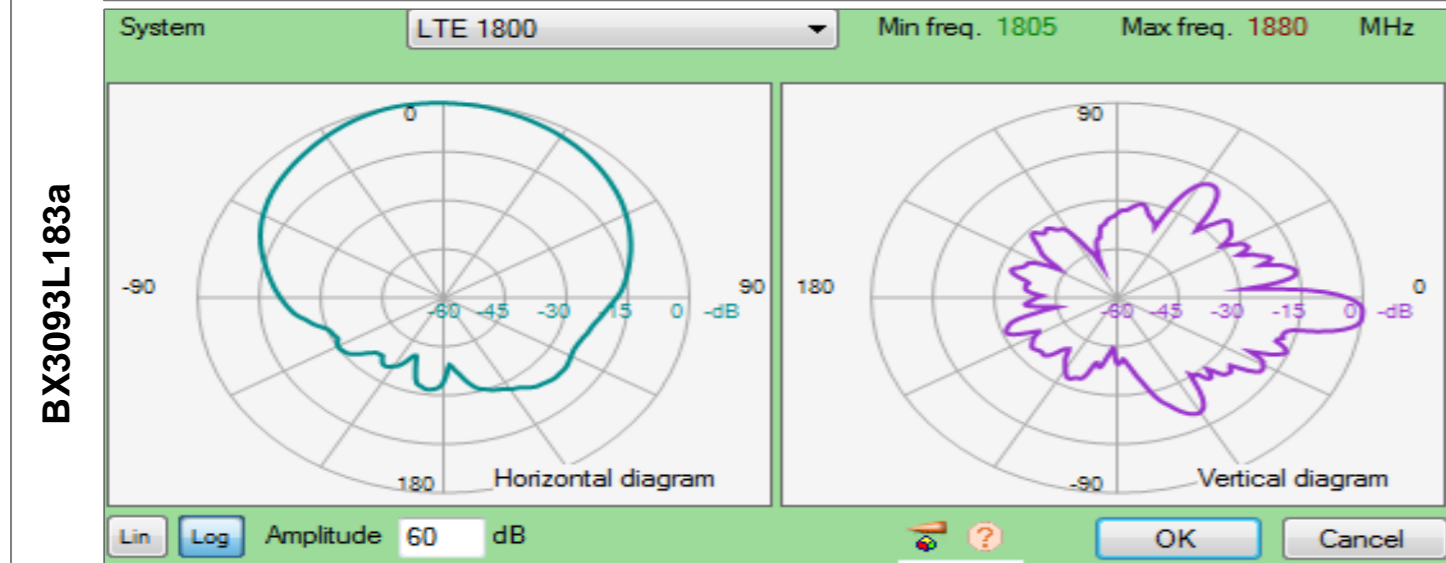 BX3093L183a
System LTE 1800 Min freq. 1805 Max freq. 1880 MHz
0
-90 90
-60 -45 -30 -15 0 -dB
180 Horizontal diagram
90
180 0
-60 -45 -30 -15 0 -dB
-90 Vertical diagram
Lin Log Amplitude 60 dB ? OK Cancel